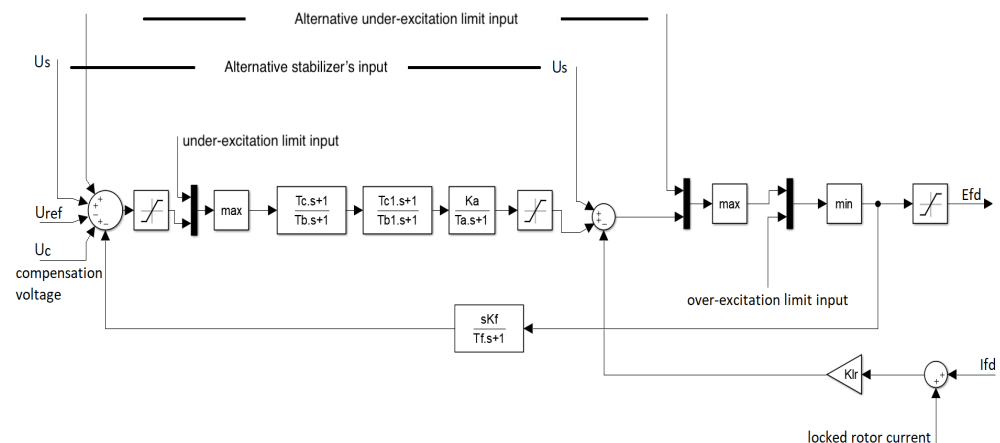 Alternative under-excitation limit input
Us
Alternative stabilizer's input
Us
under-excitation limit input
Uref
Uc
compensation
voltage
+
+
-
+
-
max
Tc.s+1
Tb.s+1
Tc1.s+1
Tb1.s+1
Ka
Ta.s+1
+
+
-
max
min
Efd
over-excitation limit input
sKf
Tf.s+1
Klr
+
+
Ifd
locked rotor current